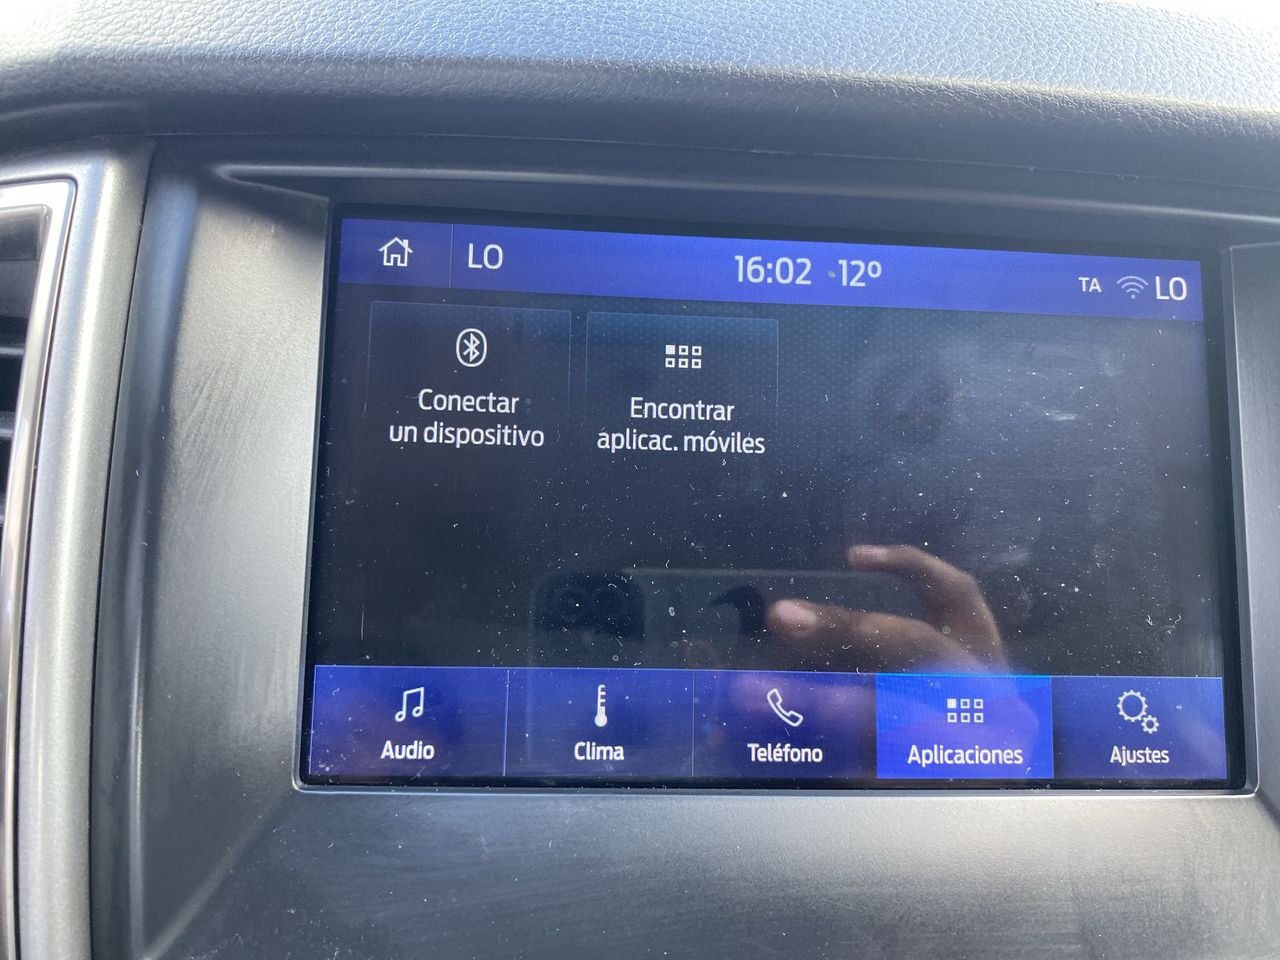 LO 16:02 -12º TA LO
Conectar
un dispositivo
Encontrar
aplicac. móviles
Audio Clima Teléfono Aplicaciones Ajustes